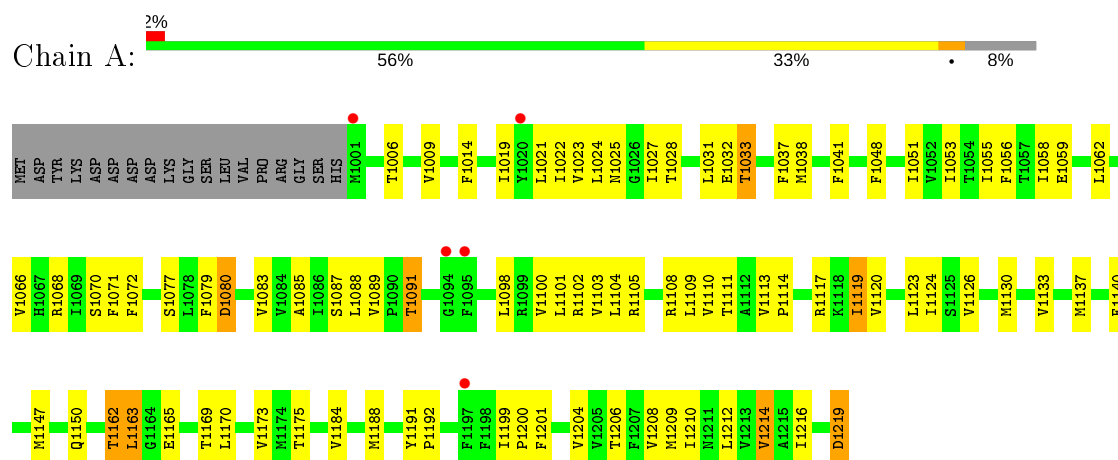 2%
Chain A:
56% 33% • 8%
MET ASP TYR LYS ASP ASP ASP ASP LYS GLY SER LEU VAL PRO ARG GLY SER HIS M1001 T1006 V1009 F1014 I1019 Y1020 L1021 I1022 V1023 L1024 N1025 G1026 I1027 T1028 L1031 E1032 T1033 F1037 M1038 F1041 F1048 I1051 V1052 I1053 T1054 I1055 F1056 T1057 I1058 E1059 L1062
V1066 H1067 R1068 I1069 S1070 F1071 F1072 S1077 L1078 F1079 D1080 V1083 V1084 A1085 I1086 S1087 L1088 V1089 P1090 T1091 G1094 F1095 L1098 R1099 V1100 L1101 R1102 V1103 L1104 R1105 R1108 L1109 V1110 T1111 A1112 V1113 P1114 R1117 K1118 I1119 V1120 L1123 I1124 S1125 V1126 M1130 V1133 M1137
M1147 Q1150 T1162 L1163 G1164 E1165 T1169 L1170 V1173 M1174 T1175 V1184 M1188 Y1191 P1192 F1197 F1198 I1199 P1200 F1201 V1204 V1205 T1206 F1207 V1208 M1209 I1210 N1211 L1212 V1213 V1214 A1215 I1216 D1219